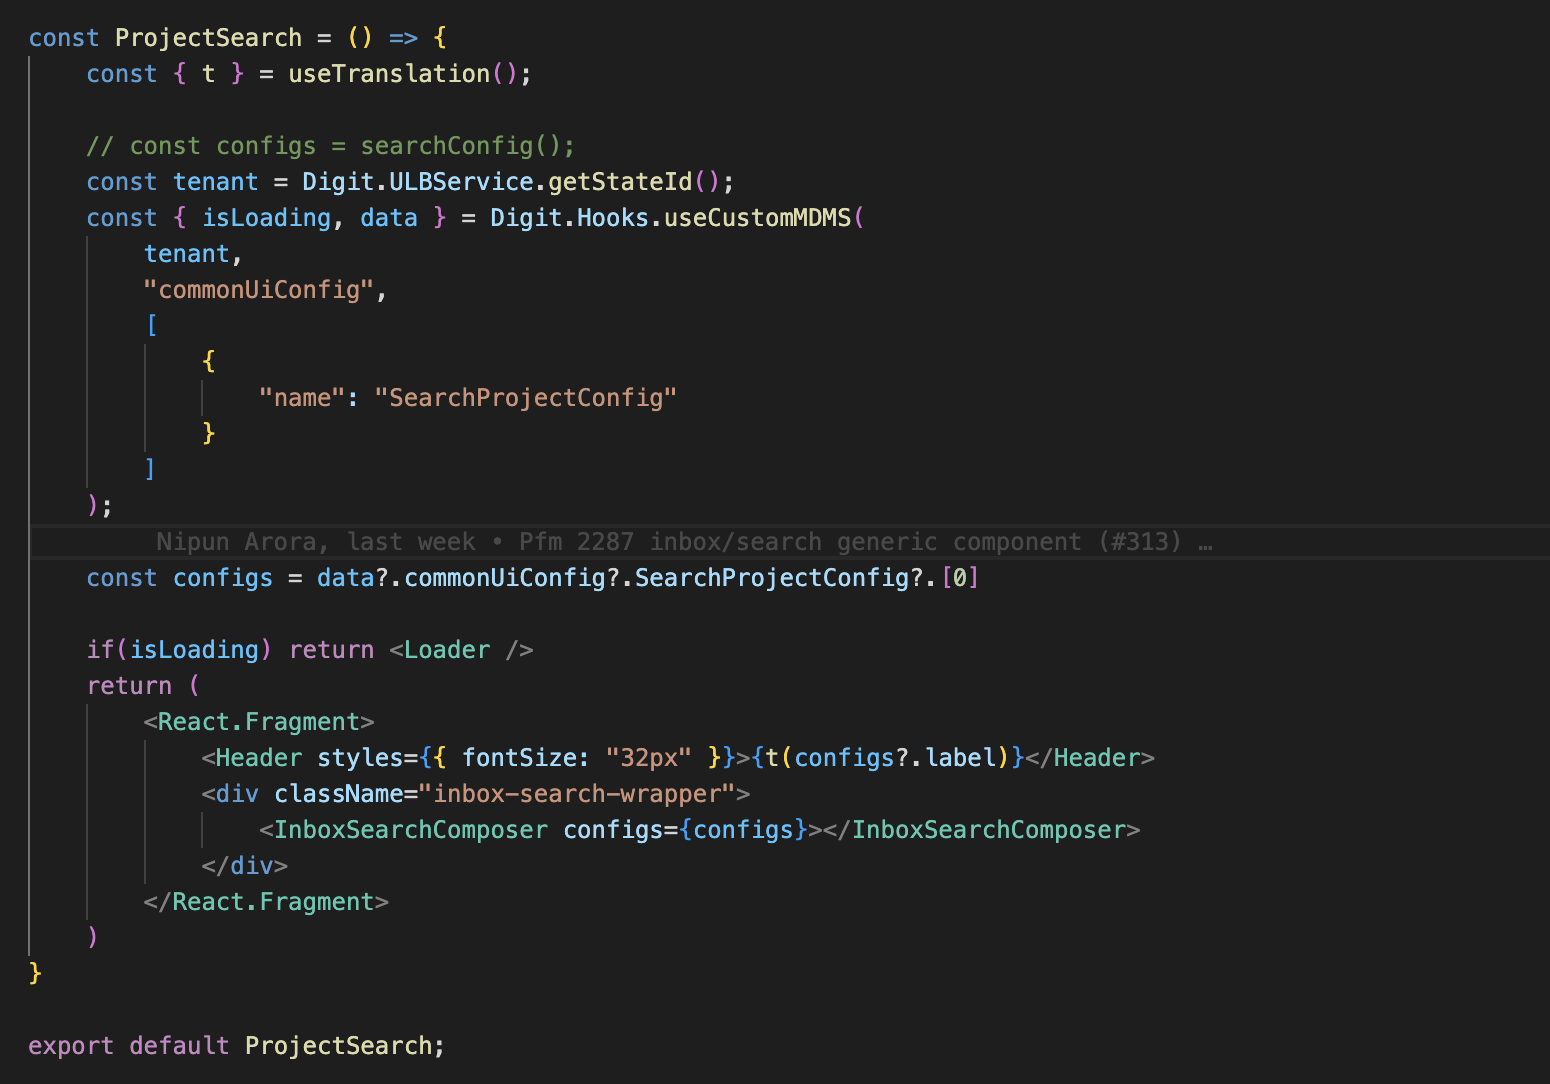 const ProjectSearch = () => {
    const { t } = useTranslation();

    // const configs = searchConfig();
    const tenant = Digit.ULBService.getStateId();
    const { isLoading, data } = Digit.Hooks.useCustomMDMS(
        tenant,
        "commonUiConfig",
        [
            {
                "name": "SearchProjectConfig"
            }
        ]
    );
         Nipun Arora, last week • Pfm 2287 inbox/search generic component (#313) …
    const configs = data?.commonUiConfig?.SearchProjectConfig?.[0]

    if(isLoading) return <Loader />
    return (
        <React.Fragment>
            <Header styles={{ fontSize: "32px" }}>{t(configs?.label)}</Header>
            <div className="inbox-search-wrapper">
                <InboxSearchComposer configs={configs}></InboxSearchComposer>
            </div>
        </React.Fragment>
    )
}

export default ProjectSearch;